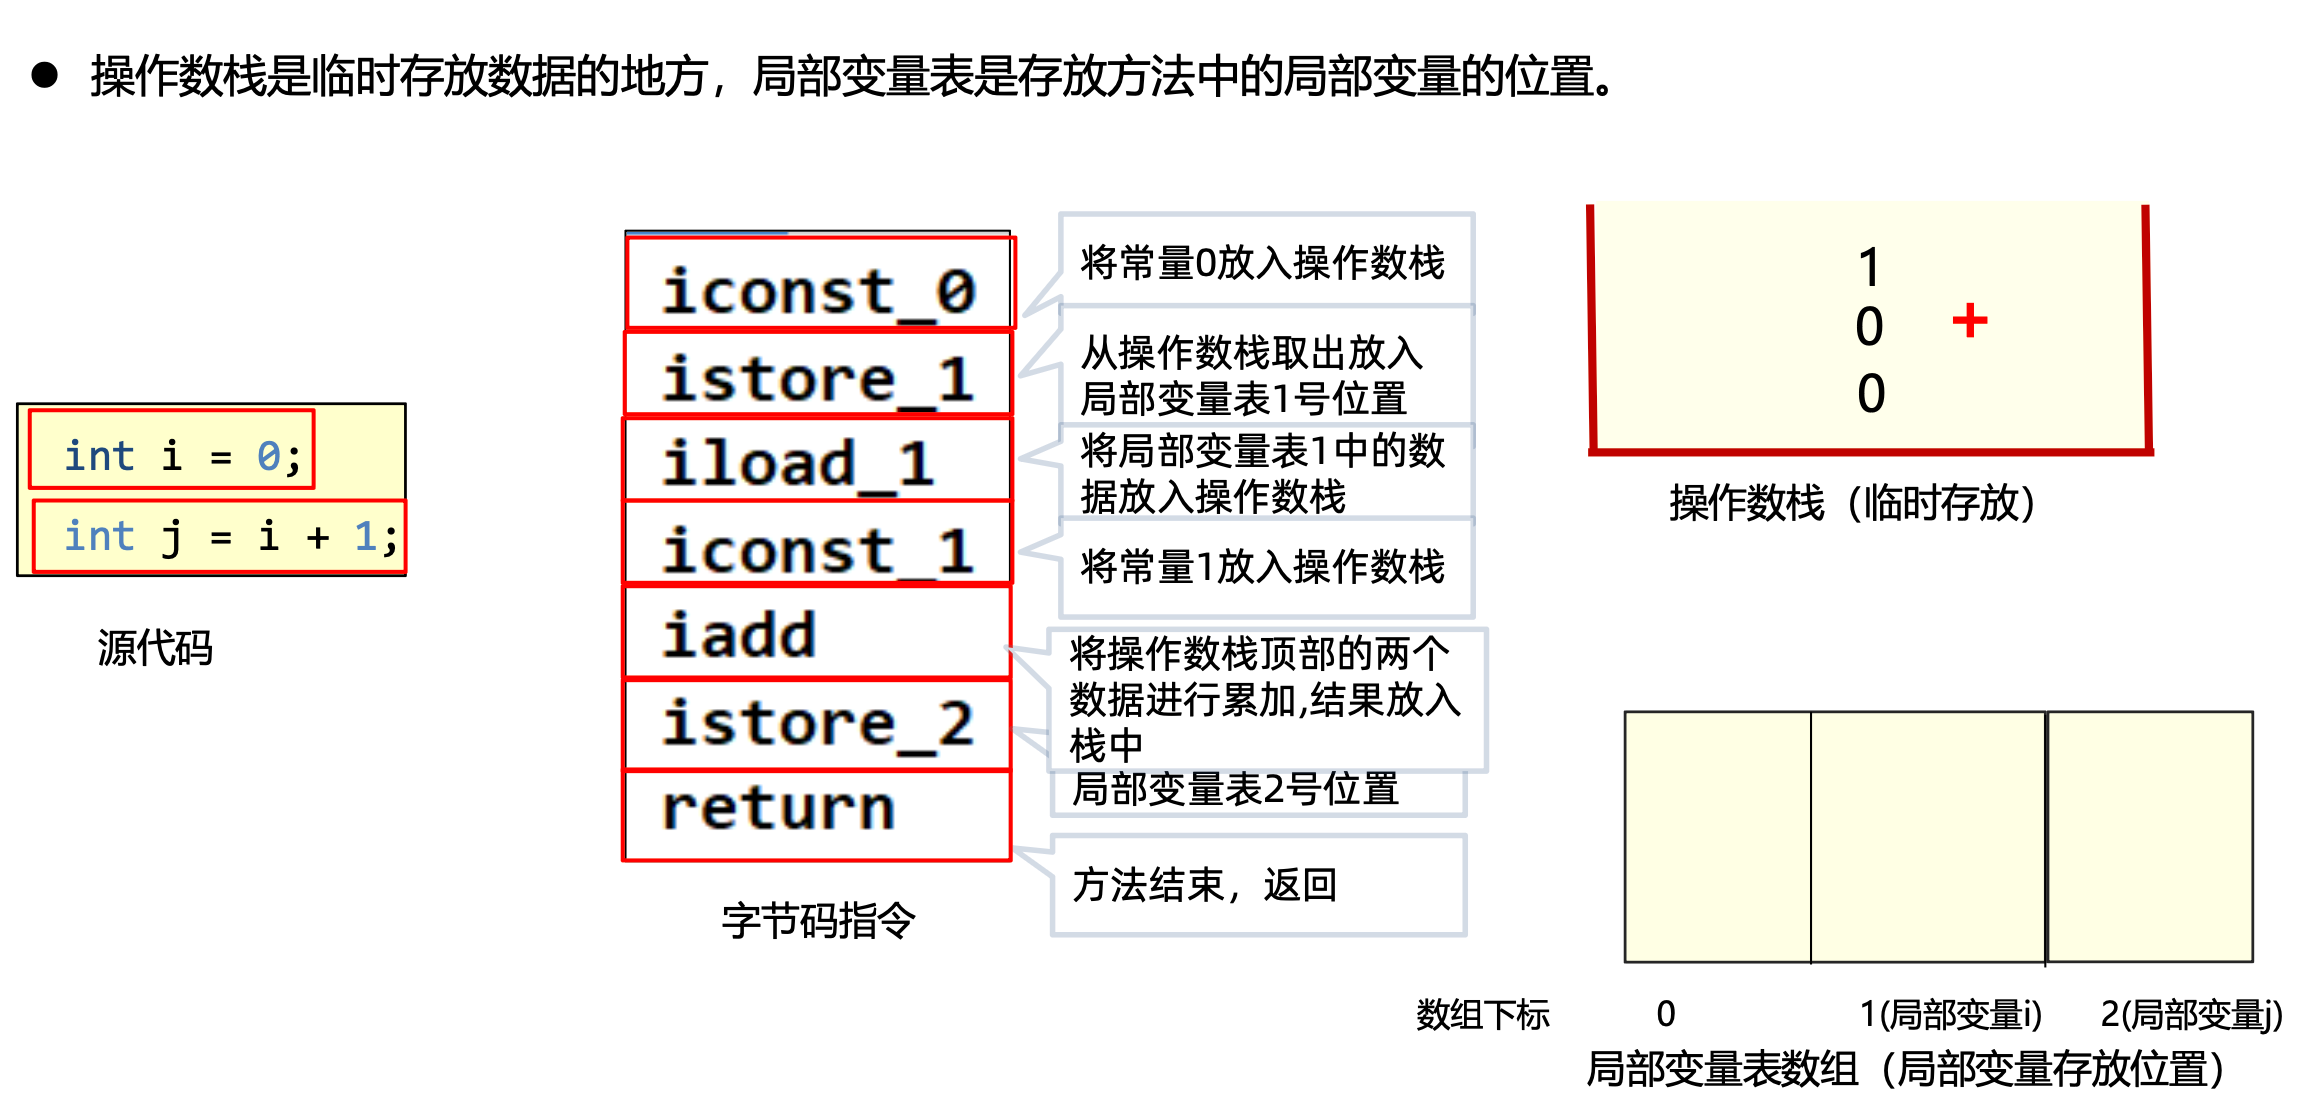 操作数栈是临时存放数据的地方，局部变量表是存放方法中的局部变量的位置。
int i = 0;
int j = i + 1;
源代码
iconst_0
istore_1
iload_1
iconst_1
iadd
istore_2
return
字节码指令
将常量0放入操作数栈
从操作数栈取出放入
局部变量表1号位置
将局部变量表1中的数
据放入操作数栈
将常量1放入操作数栈
将操作数栈顶部的两个
数据进行累加,结果放入
栈中
局部变量表2号位置
方法结束，返回
1
0 +
0
操作数栈（临时存放）
数组下标 0 1(局部变量i) 2(局部变量j)
局部变量表数组（局部变量存放位置）